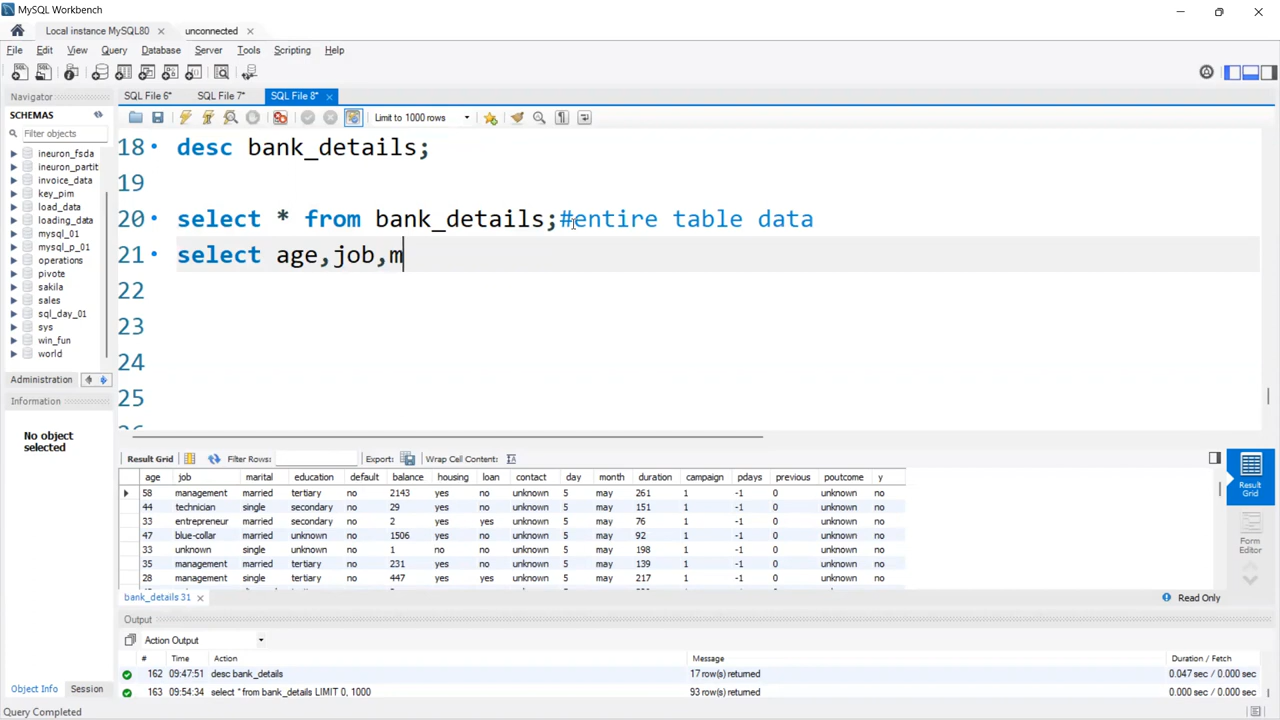 MySQL Workbench
Local instance MySQL80
unconnected
File Edit View Query Database Server Tools Scripting Help
Navigator
SQL File 6* SQL File 7* SQL File 8*
SCHEMAS
Limit to 1000 rows
Filter objects
ineuron_fsda
ineuron_partit
invoice_data
key_pim
load_data
loading_data
mysql_01
mysql_p_01
operations
pivote
sakila
sales
sql_day_01
sys
win_fun
world
Administration
Information
No object
selected
18 desc bank_details;
19
20 select * from bank_details;#entire table data
21 select age,job,m
22
23
24
25
Result Grid Filter Rows: Export: Wrap Cell Content:
age job marital education default balance housing loan contact day month duration campaign pdays previous poutcome y
58 management married tertiary no 2143 yes no unknown 5 may 261 1 -1 0 unknown no
44 technician single secondary no 29 yes no unknown 5 may 151 1 -1 0 unknown no
33 entrepreneur married secondary no 2 yes yes unknown 5 may 76 1 -1 0 unknown no
47 blue-collar married unknown no 1506 yes no unknown 5 may 92 1 -1 0 unknown no
33 unknown single unknown no 1 no no unknown 5 may 198 1 -1 0 unknown no
35 management married tertiary no 231 yes no unknown 5 may 139 1 -1 0 unknown no
28 management single tertiary no 447 yes yes unknown 5 may 217 1 -1 0 unknown no
Result
Grid
Form
Editor
bank_details 31
Read Only
Output
Action Output
# Time Action Message Duration / Fetch
162 09:47:51 desc bank_details 17 row(s) returned 0.047 sec / 0.000 sec
163 09:54:34 select * from bank_details LIMIT 0, 1000 93 row(s) returned 0.000 sec / 0.000 sec
Object Info Session
Query Completed